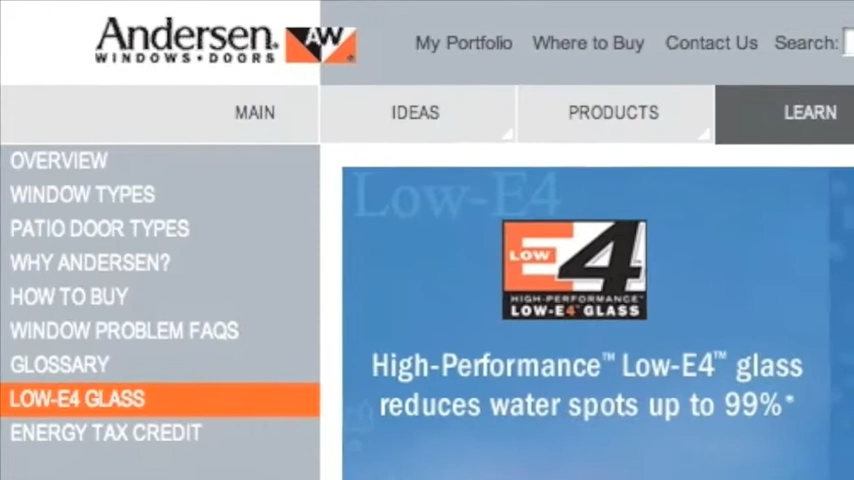 Andersen.
WINDOWS • DOORS
AW
My Portfolio
Where to Buy
Contact Us
Search:
MAIN
IDEAS
PRODUCTS
LEARN
OVERVIEW
WINDOW TYPES
PATIO DOOR TYPES
WHY ANDERSEN?
HOW TO BUY
WINDOW PROBLEM FAQS
GLOSSARY
LOW-E4 GLASS
ENERGY TAX CREDIT
Low-E4
LOW E4
HIGH-PERFORMANCE™
LOW-E4™ GLASS
High-Performance™ Low-E4™ glass
reduces water spots up to 99%*